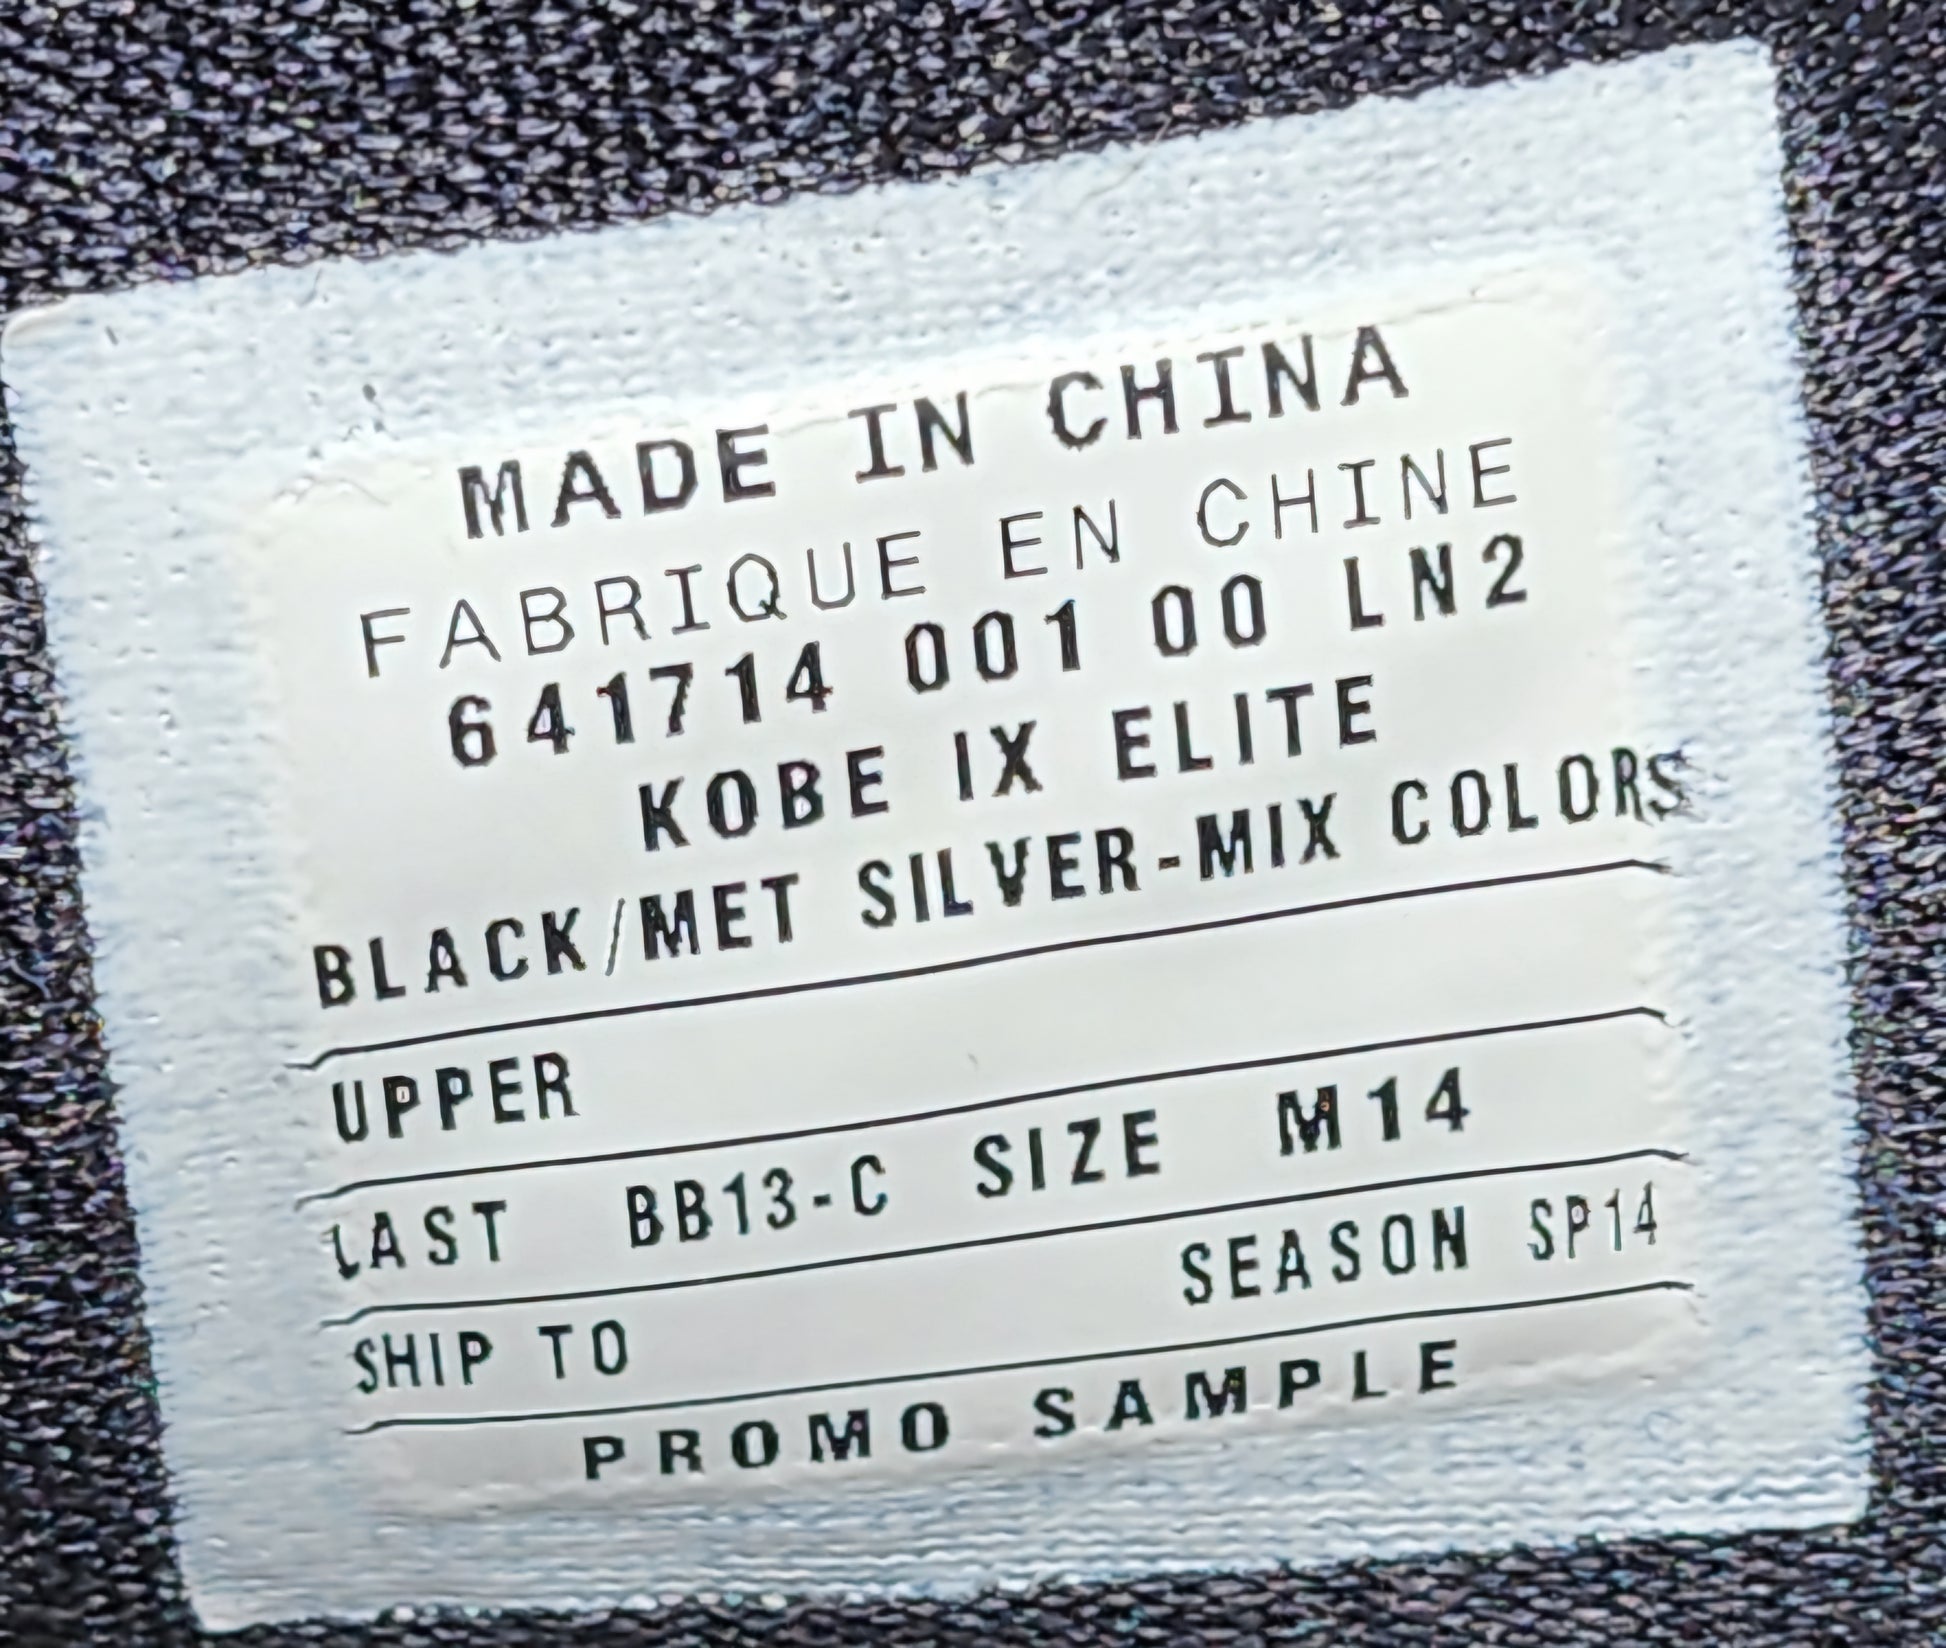 MADE IN CHINA
FABRIQUE EN CHINE
641714 001 00 LN2
KOBE IX ELITE
BLACK/MET SILVER-MIX COLORS
UPPER
LAST BB13-C SIZE M14
SHIP TO SEASON SP14
PROMO SAMPLE